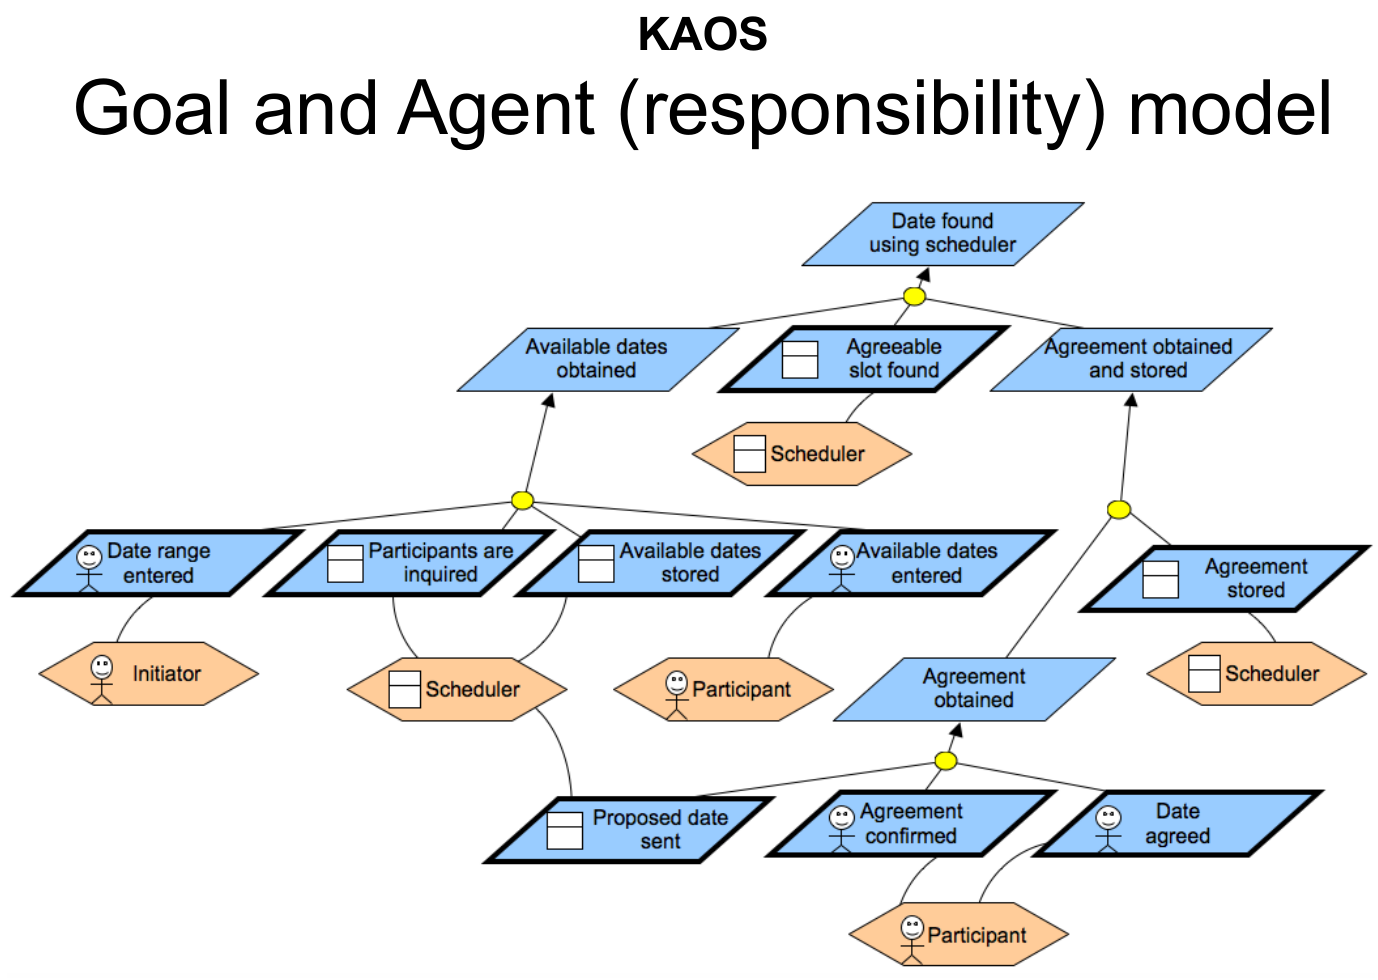 KAOS
Goal and Agent (responsibility) model
Date found
using scheduler
Available dates
obtained
Agreeable
slot found
Agreement obtained
and stored
Scheduler
Date range
entered
Participants are
inquired
Available dates
stored
Available dates
entered
Agreement
stored
Initiator
Scheduler
Participant
Agreement
obtained
Scheduler
Proposed date
sent
Agreement
confirmed
Date
agreed
Participant